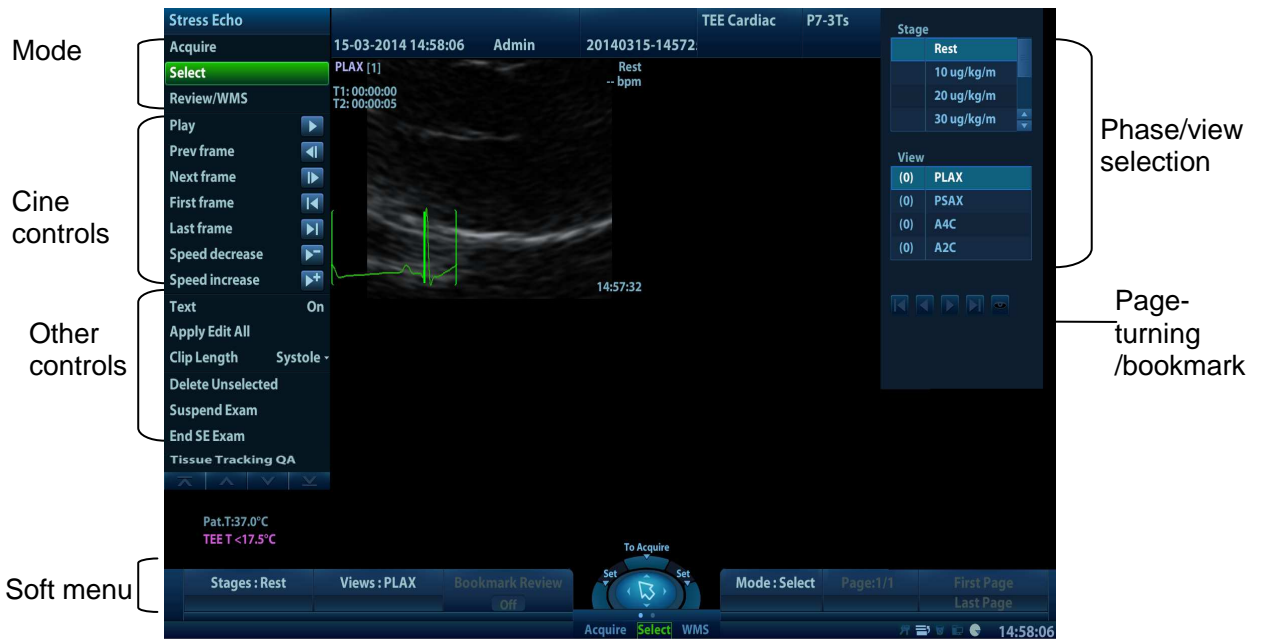 Mode
Cine
controls
Other
controls
Soft menu
Stress Echo
Acquire
Select
Review/WMS
Play
Prev frame
Next frame
First frame
Last frame
Speed decrease
Speed increase
Text On
Apply Edit All
Clip Length Systole
Delete Unselected
Suspend Exam
End SE Exam
Tissue Tracking QA
Pat.T:37.0°C
TEE T <17.5°C
TEE Cardiac P7-3Ts
15-03-2014 14:58:06 Admin 20140315-14572
PLAX [1]
T1: 00:00:00
T2: 00:00:05
Rest
-- bpm
14:57:32
Stage
Rest
10 ug/kg/m
20 ug/kg/m
30 ug/kg/m
View
(0) PLAX
(0) PSAX
(0) A4C
(0) A2C
Phase/view
selection
Page-
turning
/bookmark
To Acquire
Set Set
Stages : Rest Views : PLAX Bookmark Review
Off
Mode : Select Page:1/1 First Page
Last Page
Acquire Select WMS
14:58:06